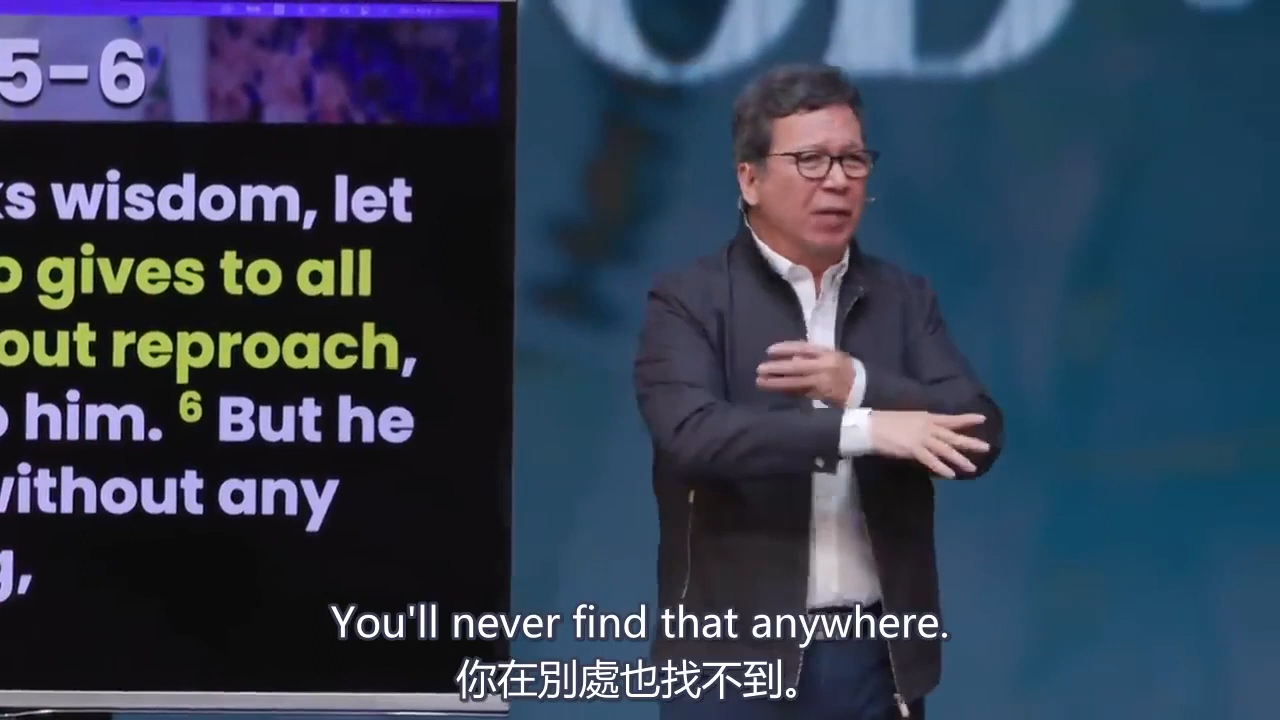 OD
5-6
wisdom, let
gives to all
out reproach,
him. 6 But he
without any
You'll never find that anywhere.
你在別處也找不到。